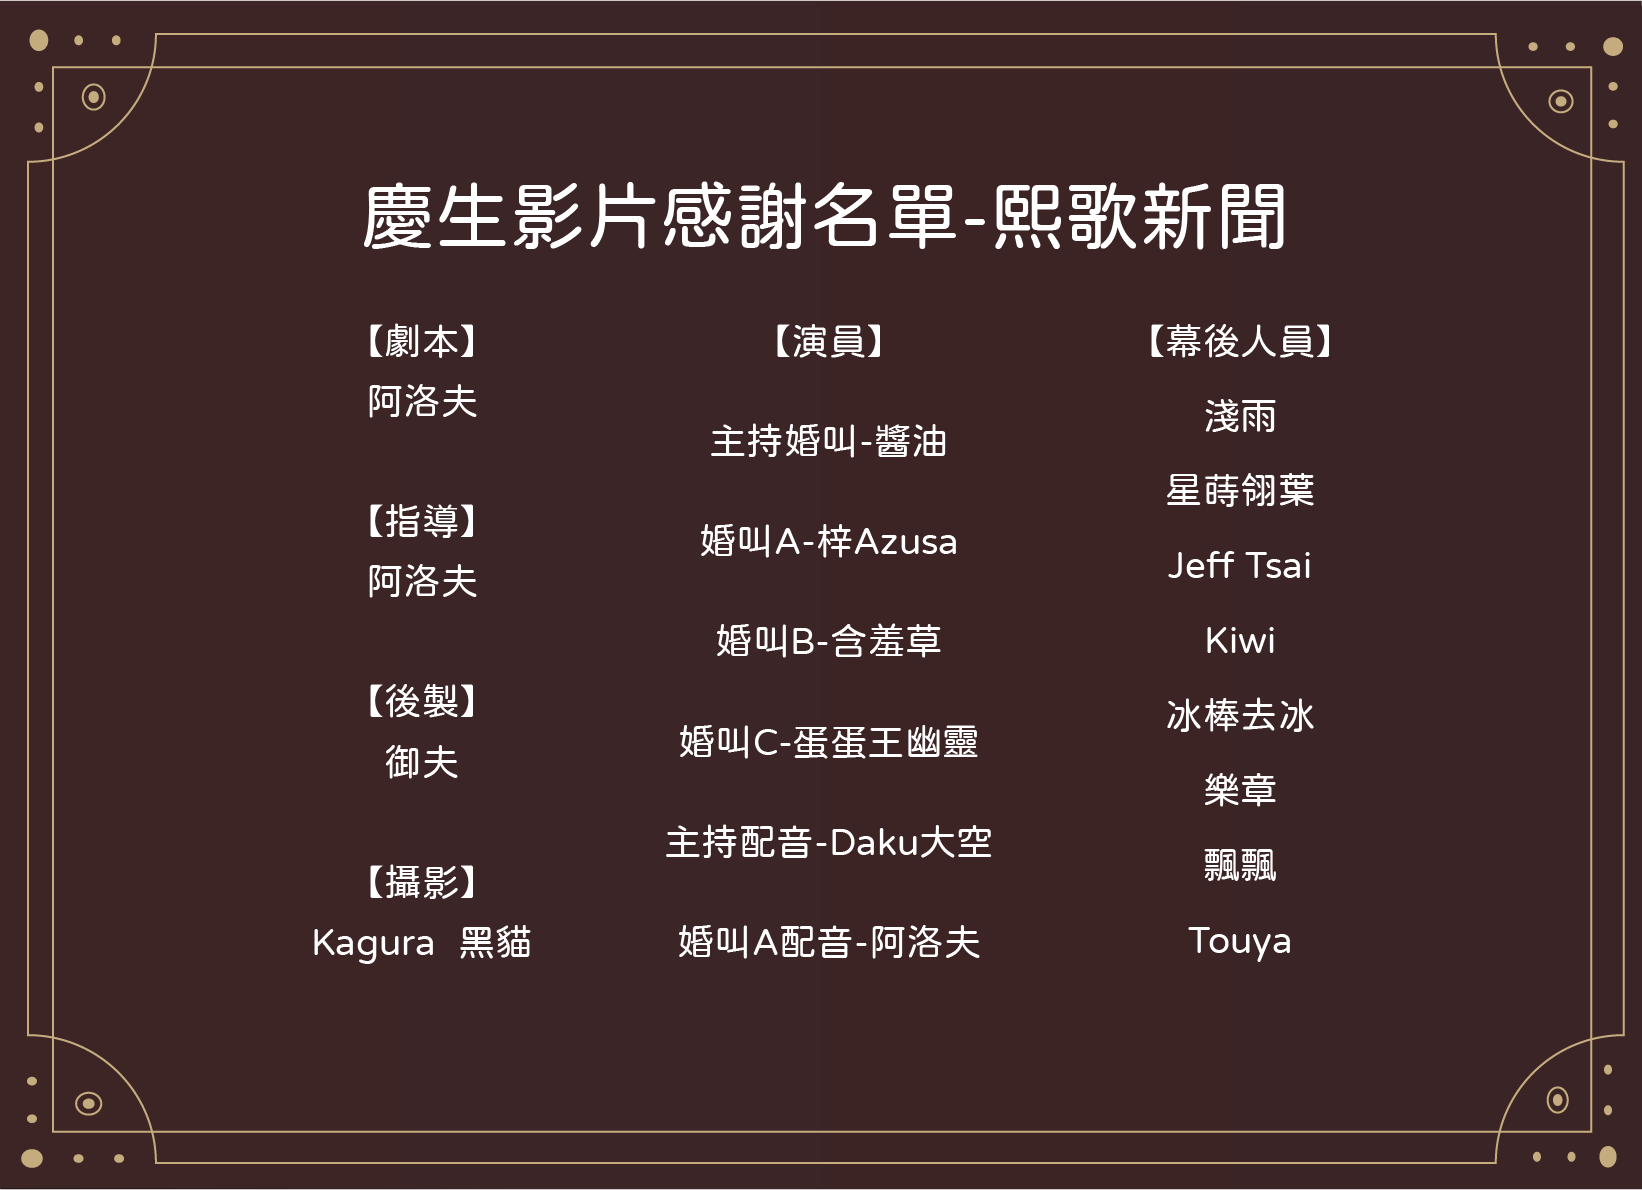 慶生影片感謝名單-熙歌新聞
【劇本】
阿洛夫
【指導】
阿洛夫
【後製】
御夫
【攝影】
Kagura 黑貓
【演員】
主持婚叫-醬油
婚叫A-梓Azusa
婚叫B-含羞草
婚叫C-蛋蛋王幽靈
主持配音-Daku大空
婚叫A配音-阿洛夫
【幕後人員】
淺雨
星蒔翎葉
Jeff Tsai
Kiwi
冰棒去冰
樂章
飄飄
Touya